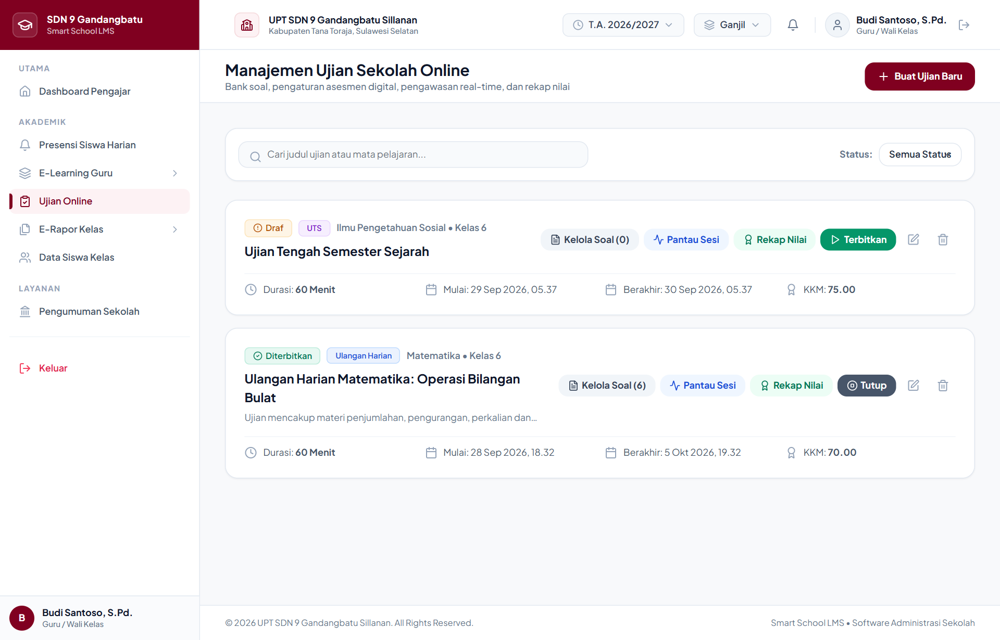 SDN 9 Gandangbatu
Smart School LMS
UTAMA
Dashboard Pengajar
AKADEMIK
Presensi Siswa Harian
E-Learning Guru
Ujian Online
E-Rapor Kelas
Data Siswa Kelas
LAYANAN
Pengumuman Sekolah
Keluar
B
Budi Santoso, S.Pd.
Guru / Wali Kelas
UPT SDN 9 Gandangbatu Sillanan
Kabupaten Tana Toraja, Sulawesi Selatan
T.A. 2026/2027
Ganjil
Budi Santoso, S.Pd.
Guru / Wali Kelas
Manajemen Ujian Sekolah Online
Bank soal, pengaturan asesmen digital, pengawasan real-time, dan rekap nilai
Buat Ujian Baru
Cari judul ujian atau mata pelajaran...
Status: Semua Status
Draf UTS Ilmu Pengetahuan Sosial • Kelas 6
Ujian Tengah Semester Sejarah
Kelola Soal (0) Pantau Sesi Rekap Nilai Terbitkan
Durasi: 60 Menit Mulai: 29 Sep 2026, 05.37 Berakhir: 30 Sep 2026, 05.37 KKM: 75.00
Diterbitkan Ulangan Harian Matematika • Kelas 6
Ulangan Harian Matematika: Operasi Bilangan
Bulat
Ujian mencakup materi penjumlahan, pengurangan, perkalian dan...
Kelola Soal (6) Pantau Sesi Rekap Nilai Tutup
Durasi: 60 Menit Mulai: 28 Sep 2026, 18.32 Berakhir: 5 Okt 2026, 19.32 KKM: 70.00
© 2026 UPT SDN 9 Gandangbatu Sillanan. All Rights Reserved.
Smart School LMS • Software Administrasi Sekolah